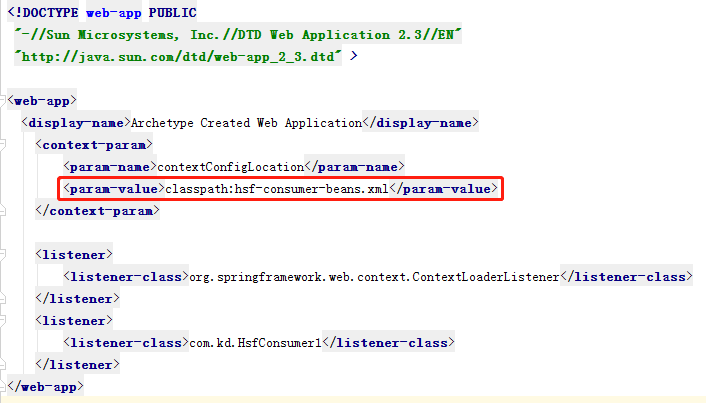 <!DOCTYPE web-app PUBLIC
"-//Sun Microsystems, Inc.//DTD Web Application 2.3//EN"
"http://java.sun.com/dtd/web-app_2_3.dtd" >
<web-app>
<display-name>Archetype Created Web Application</display-name>
<context-param>
<param-name>contextConfigLocation</param-name>
<param-value>classpath:hsf-consumer-beans.xml</param-value>
</context-param>
<listener>
<listener-class>org.springframework.web.context.ContextLoaderListener</listener-class>
</listener>
<listener>
<listener-class>com.kd.HsfConsumer1</listener-class>
</listener>
</web-app>